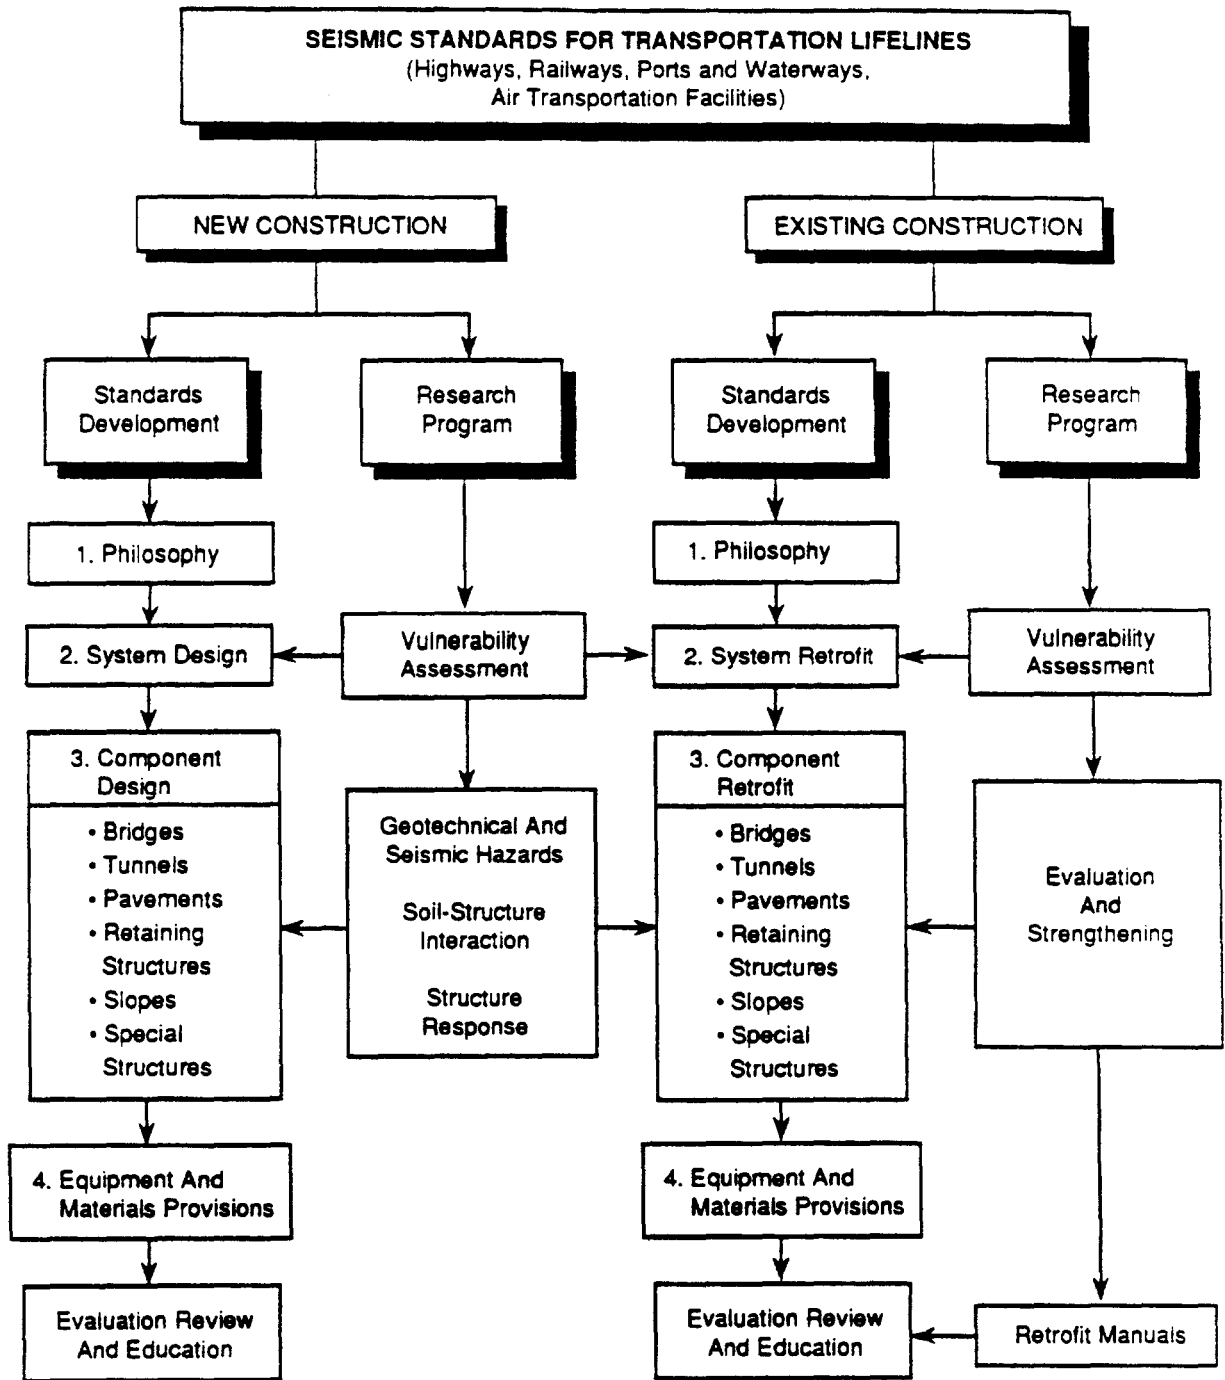 SEISMIC STANDARDS FOR TRANSPORTATION LIFELINES
(Highways, Railways, Ports and Waterways,
Air Transportation Facilities)
NEW CONSTRUCTION
EXISTING CONSTRUCTION
Standards
Development
Research
Program
Standards
Development
Research
Program
1. Philosophy
1. Philosophy
2. System Design
Vulnerability
Assessment
2. System Retrofit
Vulnerability
Assessment
3. Component
Design
• Bridges
• Tunnels
• Pavements
• Retaining
Structures
• Slopes
• Special
Structures
Geotechnical And
Seismic Hazards
Soil-Structure
Interaction
Structure
Response
3. Component
Retrofit
• Bridges
• Tunnels
• Pavements
• Retaining
Structures
• Slopes
• Special
Structures
Evaluation
And
Strengthening
4. Equipment And
Materials Provisions
4. Equipment And
Materials Provisions
Evaluation Review
And Education
Evaluation Review
And Education
Retrofit Manuals